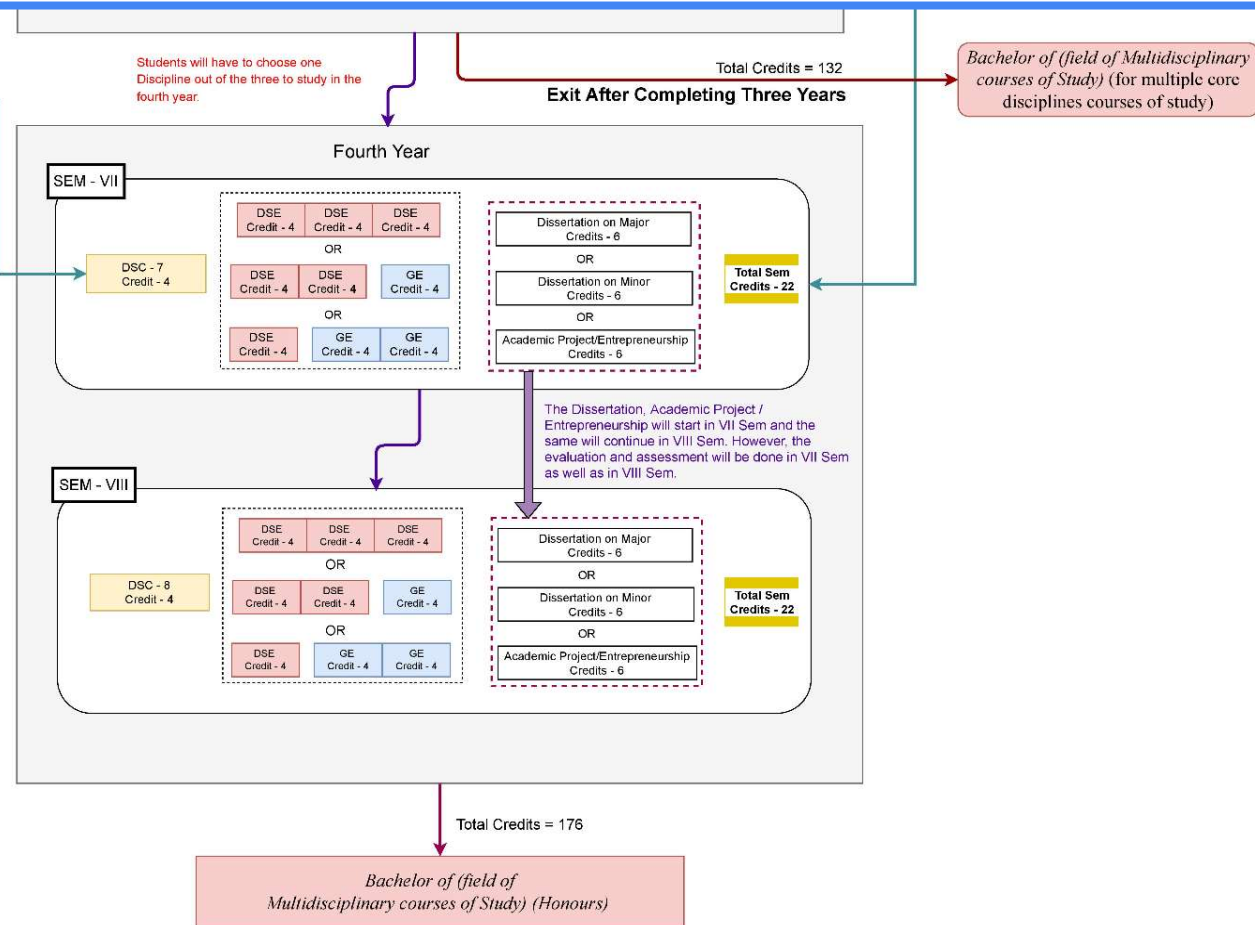 Students will have to choose one
Discipline out of the three to study in the
fourth year.
Total Credits = 132
Exit After Completing Three Years
Bachelor of (field of Multidisciplinary
courses of Study) (for multiple core
disciplines courses of study)
Fourth Year
SEM - VII
DSC - 7
Credit - 4
DSE DSE DSE
Credit - 4 Credit - 4 Credit - 4
OR
DSE DSE GE
Credit - 4 Credit - 4 Credit - 4
OR
DSE GE GE
Credit - 4 Credit - 4 Credit - 4
Dissertation on Major
Credits - 6
OR
Dissertation on Minor
Credits - 6
OR
Academic Project/Entrepreneurship
Credits - 6
Total Sem
Credits - 22
The Dissertation, Academic Project /
Entrepreneurship will start in VII Sem and the
same will continue in VIII Sem. However, the
evaluation and assessment will be done in VII Sem
as well as in VIII Sem.
SEM - VIII
DSC - 8
Credit - 4
DSE DSE DSE
Credit - 4 Credit - 4 Credit - 4
OR
DSE DSE GE
Credit - 4 Credit - 4 Credit - 4
OR
DSE GE GE
Credit - 4 Credit - 4 Credit - 4
Dissertation on Major
Credits - 6
OR
Dissertation on Minor
Credits - 6
OR
Academic Project/Entrepreneurship
Credits - 6
Total Sem
Credits - 22
Total Credits = 176
Bachelor of (field of
Multidisciplinary courses of Study) (Honours)